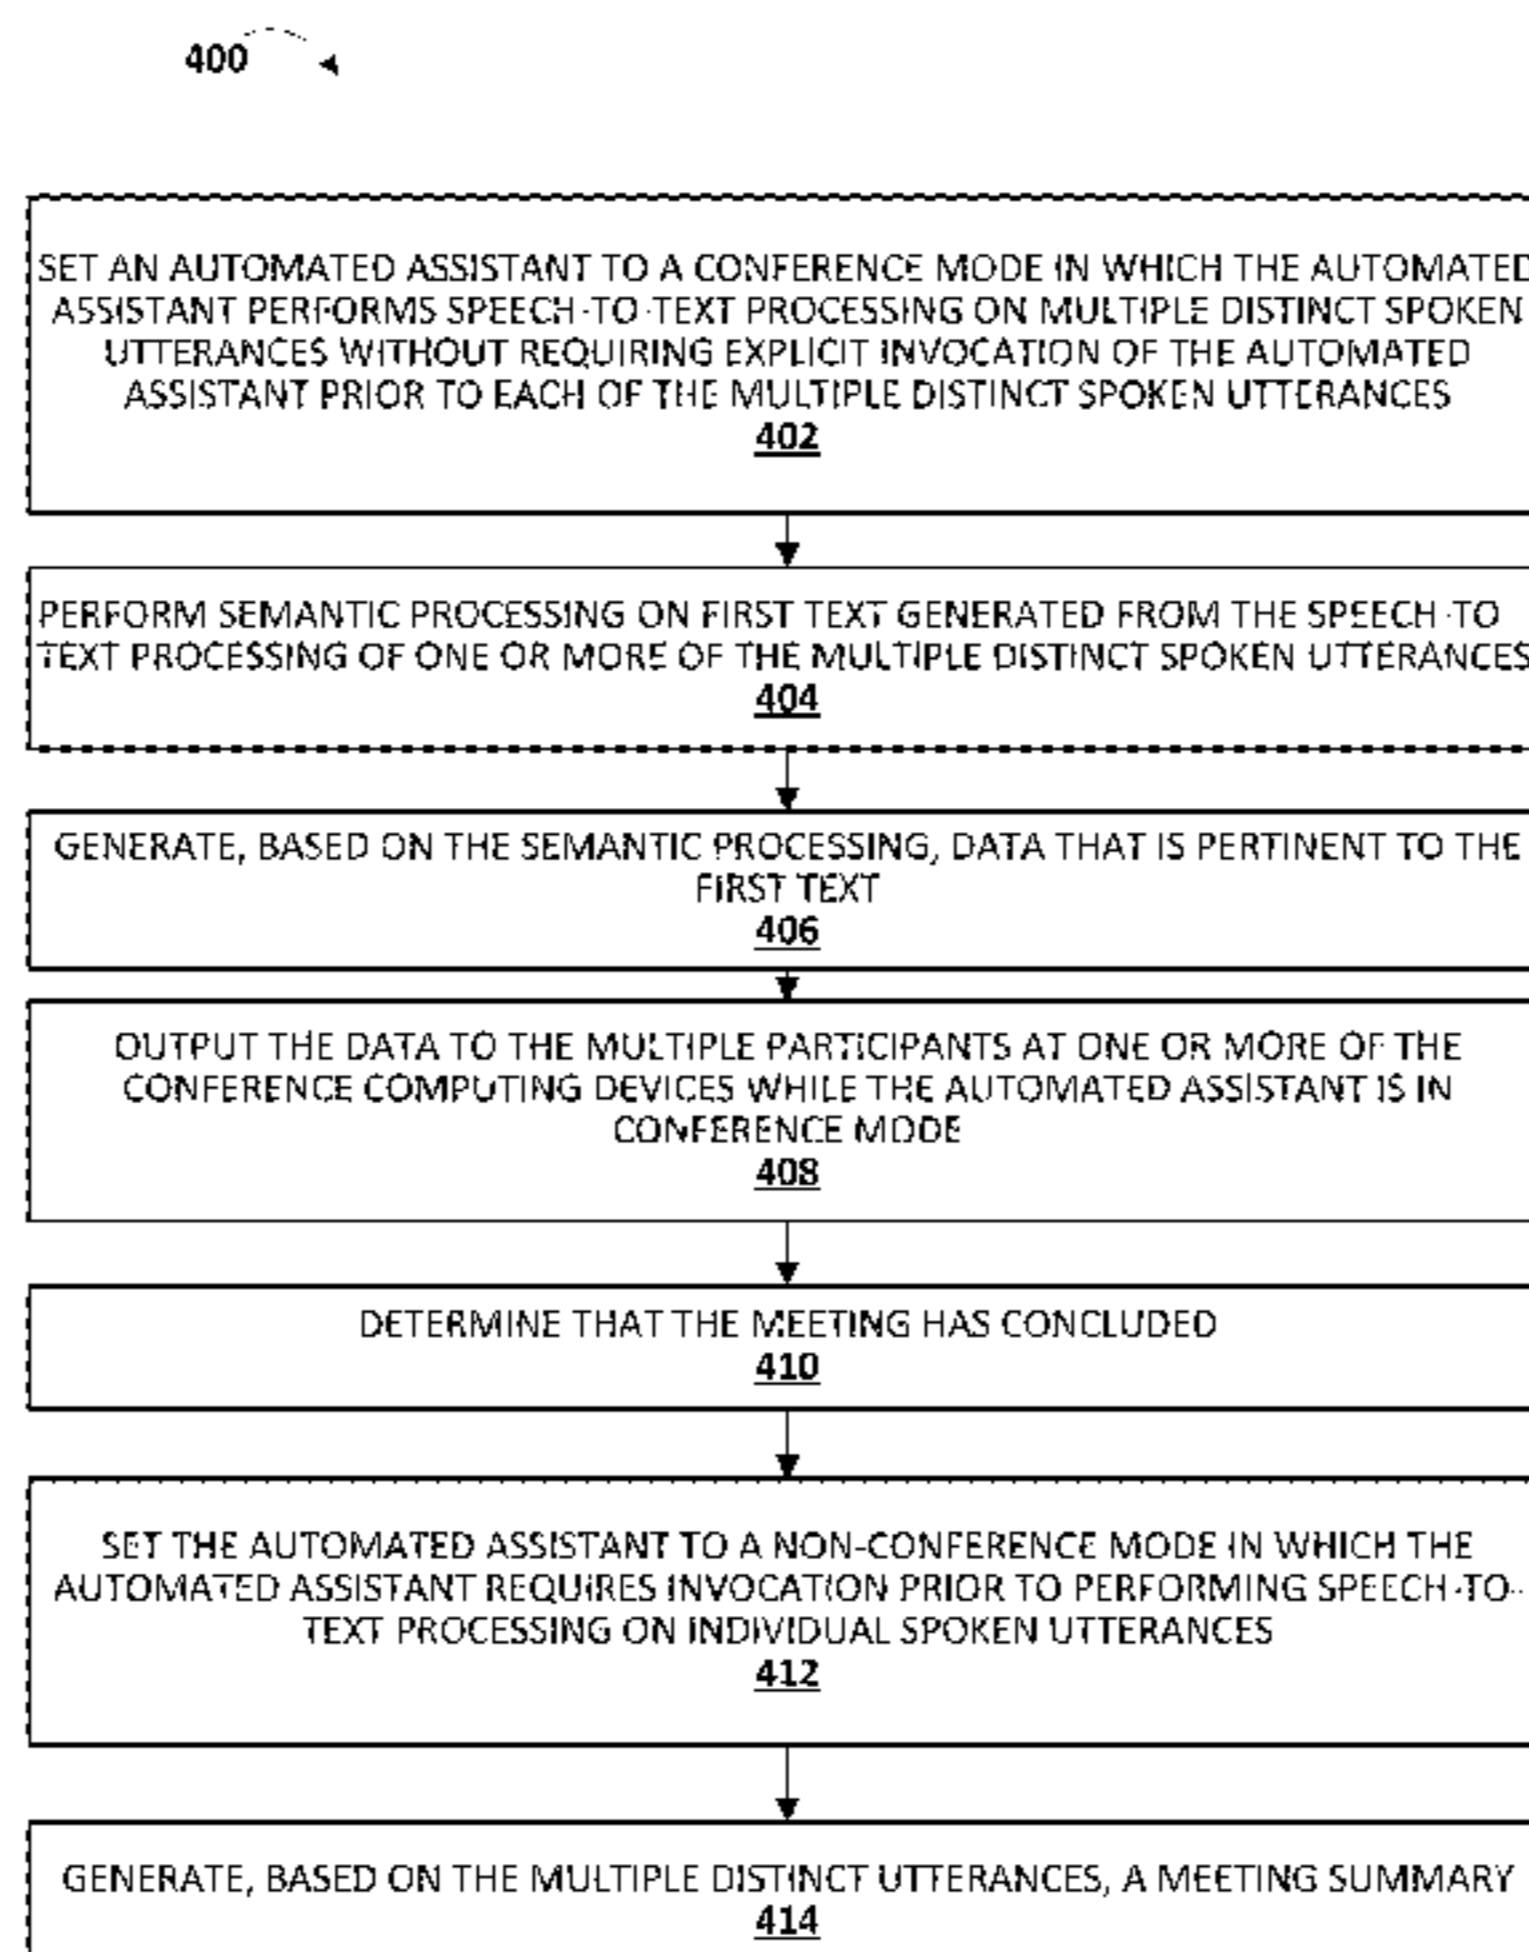 400
SET AN AUTOMATED ASSISTANT TO A CONFERENCE MODE IN WHICH THE AUTOMATED
ASSISTANT PERFORMS SPEECH-TO-TEXT PROCESSING ON MULTIPLE DISTINCT SPOKEN
UTTERANCES WITHOUT REQUIRING EXPLICIT INVOCATION OF THE AUTOMATED
ASSISTANT PRIOR TO EACH OF THE MULTIPLE DISTINCT SPOKEN UTTERANCES
402
PERFORM SEMANTIC PROCESSING ON FIRST TEXT GENERATED FROM THE SPEECH-TO
TEXT PROCESSING OF ONE OR MORE OF THE MULTIPLE DISTINCT SPOKEN UTTERANCES
404
GENERATE, BASED ON THE SEMANTIC PROCESSING, DATA THAT IS PERTINENT TO THE
FIRST TEXT
406
OUTPUT THE DATA TO THE MULTIPLE PARTICIPANTS AT ONE OR MORE OF THE
CONFERENCE COMPUTING DEVICES WHILE THE AUTOMATED ASSISTANT IS IN
CONFERENCE MODE
408
DETERMINE THAT THE MEETING HAS CONCLUDED
410
SET THE AUTOMATED ASSISTANT TO A NON-CONFERENCE MODE IN WHICH THE
AUTOMATED ASSISTANT REQUIRES INVOCATION PRIOR TO PERFORMING SPEECH-TO-
TEXT PROCESSING ON INDIVIDUAL SPOKEN UTTERANCES
412
GENERATE, BASED ON THE MULTIPLE DISTINCT UTTERANCES, A MEETING SUMMARY
414